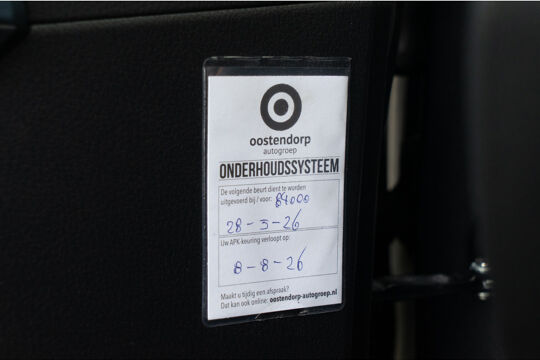 oostendorp
autogroep
ONDERHOUDSSYSTEEM
De volgende beurt dient te worden
uitgevoerd bij / voor: 84000
28-5-26
Uw APK-keuring verloopt op:
8-8-26
Maakt u tijdig een afspraak?
Dat kan ook online: oostendorp-autogroep.nl